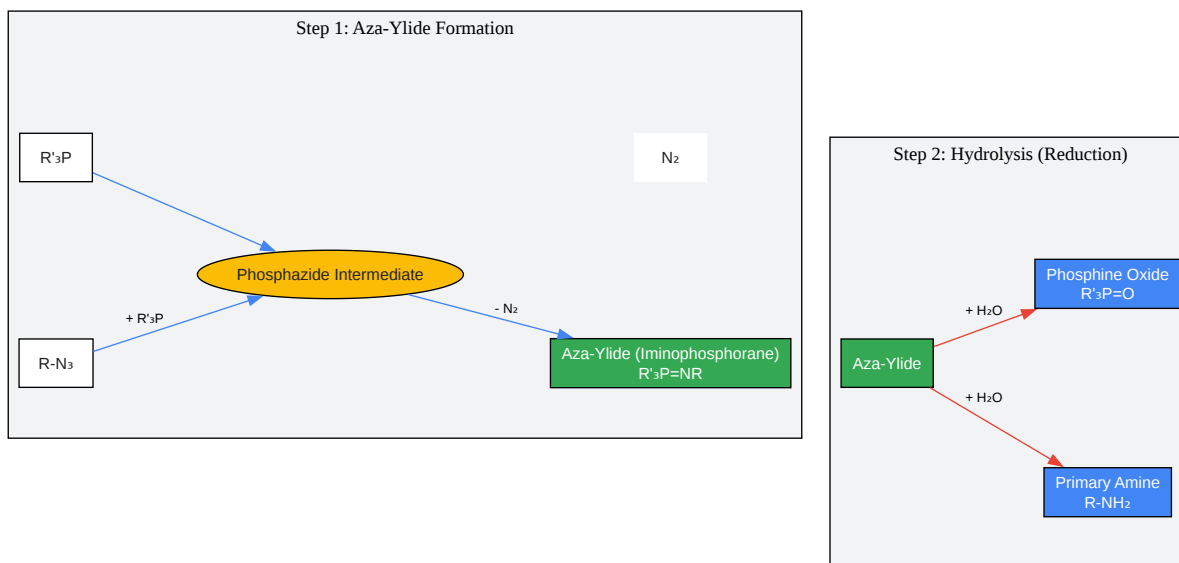 Step 1: Aza-Ylide Formation
R'₃P
N₂
Phosphazide Intermediate
+ R'₃P
- N₂
R-N₃
Aza-Ylide (Iminophosphorane)
R'₃P=NR
Step 2: Hydrolysis (Reduction)
Phosphine Oxide
R'₃P=O
+ H₂O
Aza-Ylide
+ H₂O
Primary Amine
R-NH₂